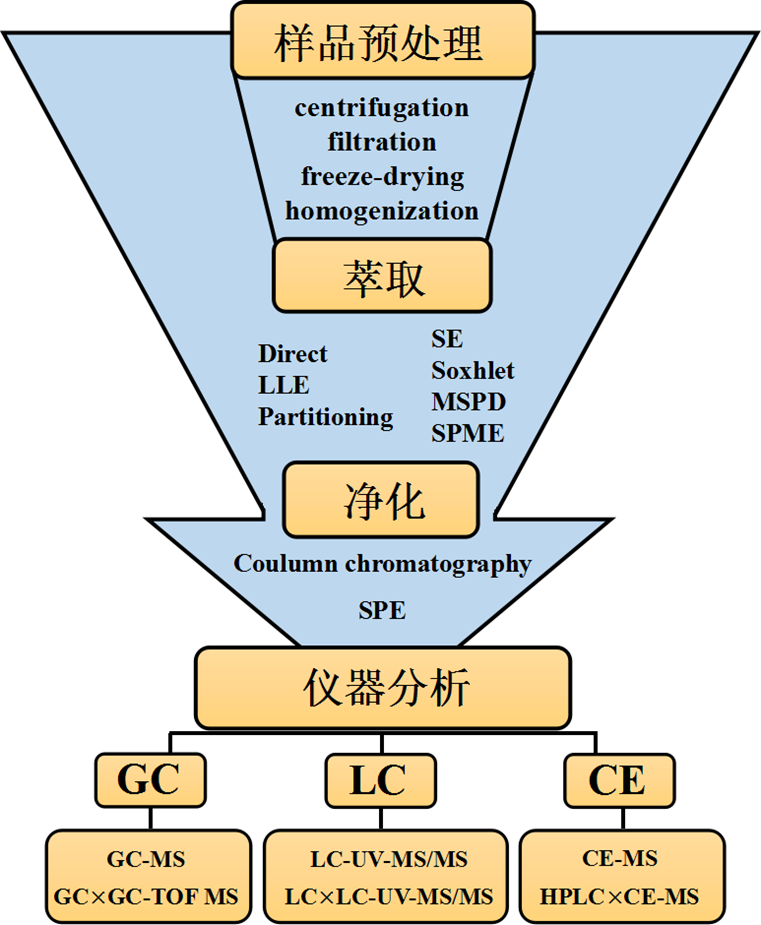 样品预处理
centrifugation
filtration
freeze-drying
homogenization
萃取
Direct
LLE
Partitioning
SE
Soxhlet
MSPD
SPME
净化
Coulumn chromatography
SPE
仪器分析
GC
LC
CE
GC-MS
GC×GC-TOF MS
LC-UV-MS/MS
LC×LC-UV-MS/MS
CE-MS
HPLC×CE-MS